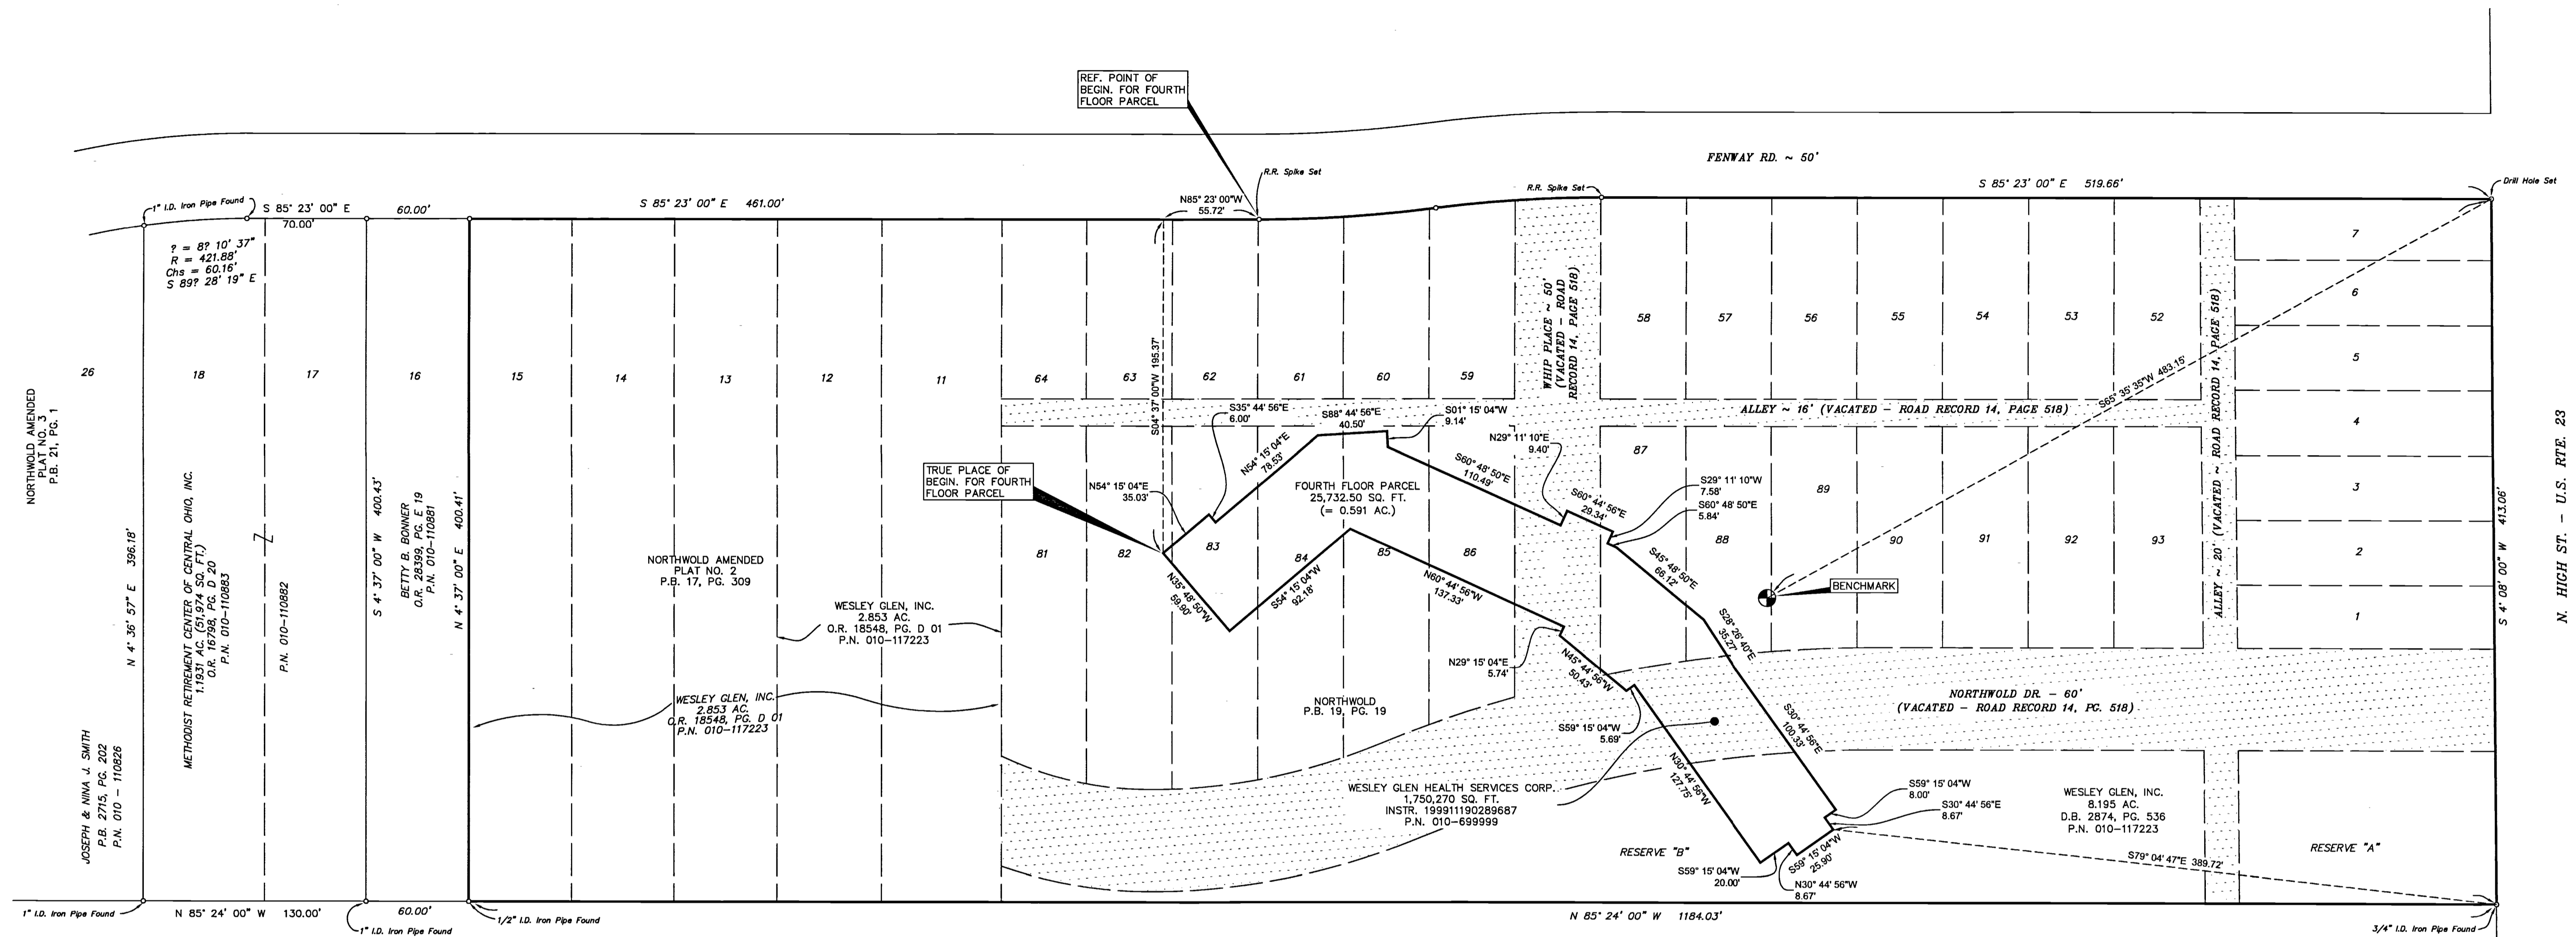 REF. POINT OF
BEGIN. FOR FOURTH
FLOOR PARCEL
FENWAY RD. ~ 50'
R.R. Spike Set
R.R. Spike Set
S 85° 23' 00" E 519.66'
Drill Hole Set
1" I.D. Iron Pipe Found
S 85° 23' 00" E
70.00'
60.00'
S 85° 23' 00" E 461.00'
N85° 23' 00"W
55.72'
? = 8? 10' 37"
R = 421.88'
Chs = 60.16'
S 89? 28' 19" E
NORTHWOLD AMENDED
PLAT NO. 3
P.B. 21, PG. 1
26
18
17
16
15
14
13
12
11
64
63
62
61
60
59
58
57
56
55
54
53
52
7
6
5
4
3
2
1
WHIP PLACE ~ 50'
(VACATED - ROAD
RECORD 14, PAGE 518)
ALLEY ~ 20' (VACATED ~ ROAD RECORD 14, PAGE 518)
ALLEY ~ 16' (VACATED - ROAD RECORD 14, PAGE 518)
S65° 35' 35"W 483.15'
N. HIGH ST. - U.S. RTE. 23
S 4° 08' 00" W 413.06'
S04° 37' 00"W 195.37'
S35° 44' 56"E
6.00'
S88° 44' 56"E
40.50'
S01° 15' 04"W
9.14'
N54° 15' 04"E
78.53'
N29° 11' 10"E
9.40'
S60° 48' 50"E
110.49'
S60° 44' 56"E
29.34'
S29° 11' 10"W
7.58'
S60° 48' 50"E
5.84'
TRUE PLACE OF
BEGIN. FOR FOURTH
FLOOR PARCEL
N54° 15' 04"E
35.03'
FOURTH FLOOR PARCEL
25,732.50 SQ. FT.
(= 0.591 AC.)
87
89
88
90
91
92
93
81
82
83
84
85
86
S45° 48' 50"E
66.12'
BENCHMARK
N35° 48' 50"W
59.90'
S54° 15' 04"W
92.18'
N60° 44' 56"W
137.33'
S28° 26' 40"E
35.27'
N29° 15' 04"E
5.74'
N45° 44' 56"W
50.43'
S59° 15' 04"W
5.69'
S30° 44' 56"E
100.33'
N30° 44' 56"W
127.75'
NORTHWOLD DR. - 60'
(VACATED - ROAD RECORD 14, PG. 518)
N 4° 36' 57" E 396.18'
METHODIST RETIREMENT CENTER OF CENTRAL OHIO, INC.
1.1931 AC. (51,974 SQ. FT.)
O.R. 16798, PG. D 20
P.N. 010-110883
P.N. 010-110882
S 4° 37' 00" W 400.43'
BETTY B. BONNER
O.R. 28399, PG. E 19
P.N. 010-110881
N 4° 37' 00" E 400.41'
NORTHWOLD AMENDED
PLAT NO. 2
P.B. 17, PG. 309
WESLEY GLEN, INC.
2.853 AC.
O.R. 18548, PG. D 01
P.N. 010-117223
WESLEY GLEN, INC.
2.853 AC.
O.R. 18548, PG. D 01
P.N. 010-117223
NORTHWOLD
P.B. 19, PG. 19
JOSEPH & NINA J. SMITH
P.B. 2715, PG. 202
P.N. 010 - 110826
WESLEY GLEN HEALTH SERVICES CORP.
1,750,270 SQ. FT.
INSTR. 199911190289687
P.N. 010-699999
S59° 15' 04"W
8.00'
S30° 44' 56"E
8.67'
WESLEY GLEN, INC.
8.195 AC.
D.B. 2874, PG. 536
P.N. 010-117223
RESERVE "B"
RESERVE "A"
S59° 15' 04"W
25.90'
S79° 04' 47"E 389.72'
S59° 15' 04"W
20.00'
N30° 44' 56"W
8.67'
1" I.D. Iron Pipe Found
N 85° 24' 00" W 130.00'
60.00'
1" I.D. Iron Pipe Found
1/2" I.D. Iron Pipe Found
N 85° 24' 00" W 1184.03'
3/4" I.D. Iron Pipe Found